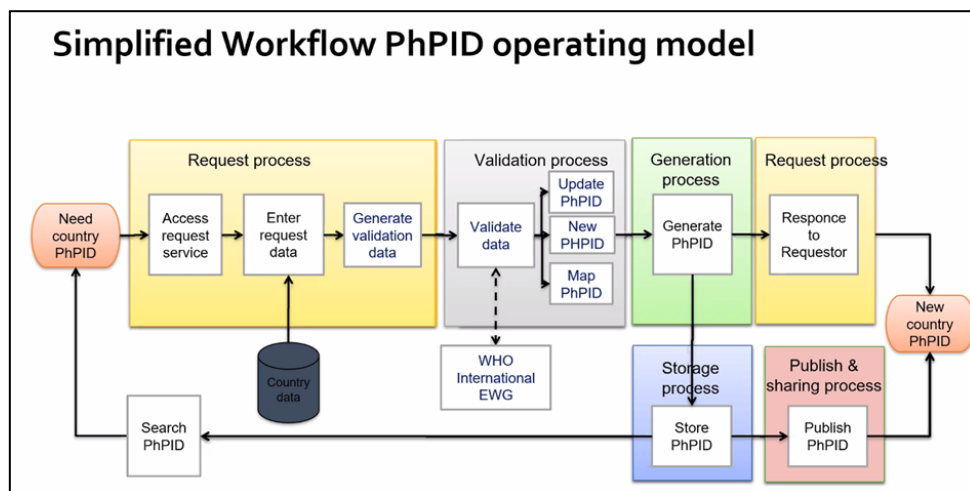 Simplified Workflow PhPID operating model
Request process
Validation process
Generation
process
Request process
Need
country
PhPID
Access
request
service
Enter
request
data
Generate
validation
data
Validate
data
Update
PhPID
New
PHPID
Map
PhPID
Generate
PhPID
Responce
to
Requestor
New
country
PhPID
Country
data
WHO
International
EWG
Storage
process
Publish &
sharing process
Search
PhPID
Store
PhPID
Publish
PhPID